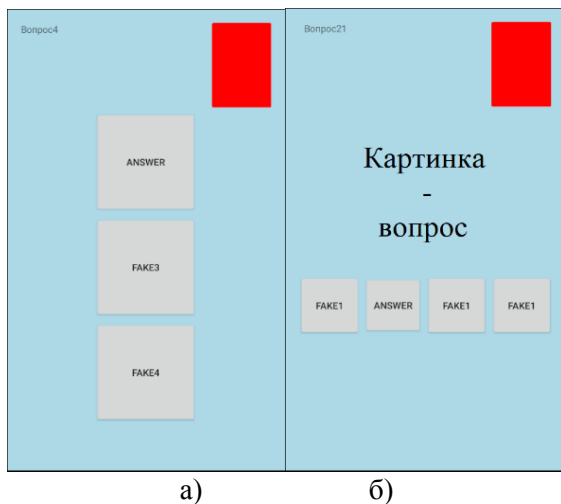 Вопрос4
ANSWER
FAKE3
FAKE4
а)
Вопрос21
Картинка
-
вопрос
FAKE1 ANSWER FAKE1 FAKE1
б)